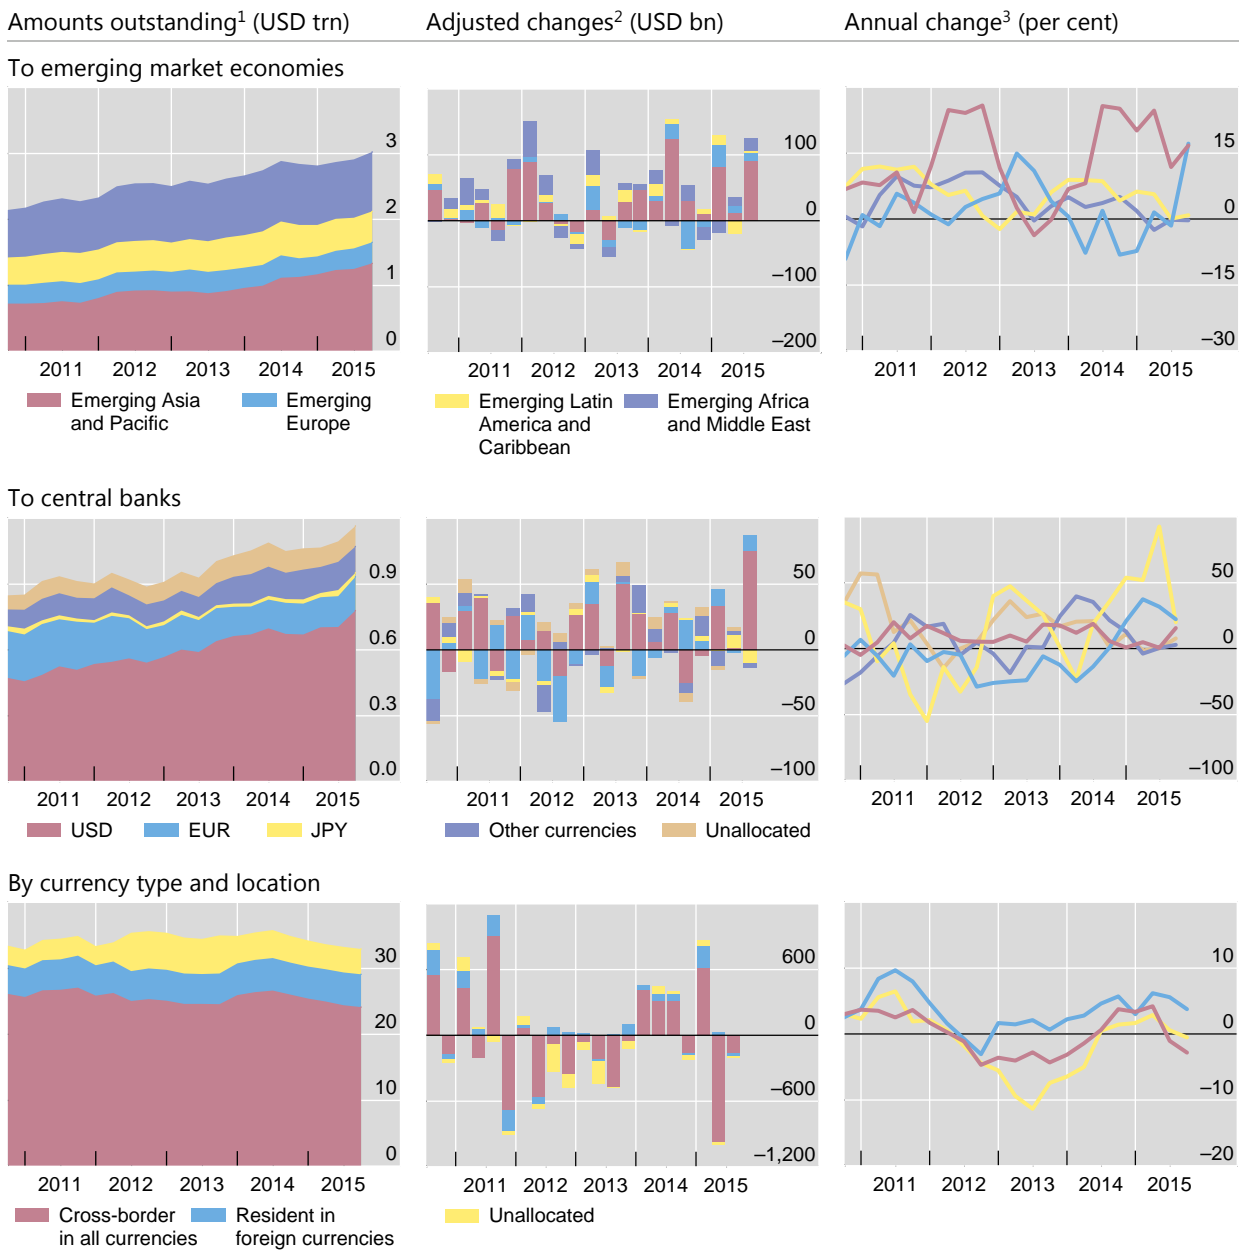 Amounts outstanding1 (USD trn)
Adjusted changes2 (USD bn)
Annual change3 (per cent)
To emerging market economies
3
2
1
0
2011 2012 2013 2014 2015
100
0
–100
–200
2011 2012 2013 2014 2015
15
0
–15
–30
2011 2012 2013 2014 2015
Emerging Asia
and Pacific
Emerging
Europe
Emerging Latin
America and
Caribbean
Emerging Africa
and Middle East
To central banks
0.9
0.6
0.3
0.0
2011 2012 2013 2014 2015
50
0
–50
–100
2011 2012 2013 2014 2015
50
0
–50
–100
2011 2012 2013 2014 2015
USD
EUR
JPY
Other currencies
Unallocated
By currency type and location
30
20
10
0
2011 2012 2013 2014 2015
600
0
–600
–1,200
2011 2012 2013 2014 2015
10
0
–10
–20
2011 2012 2013 2014 2015
Cross-border
in all currencies
Resident in
foreign currencies
Unallocated